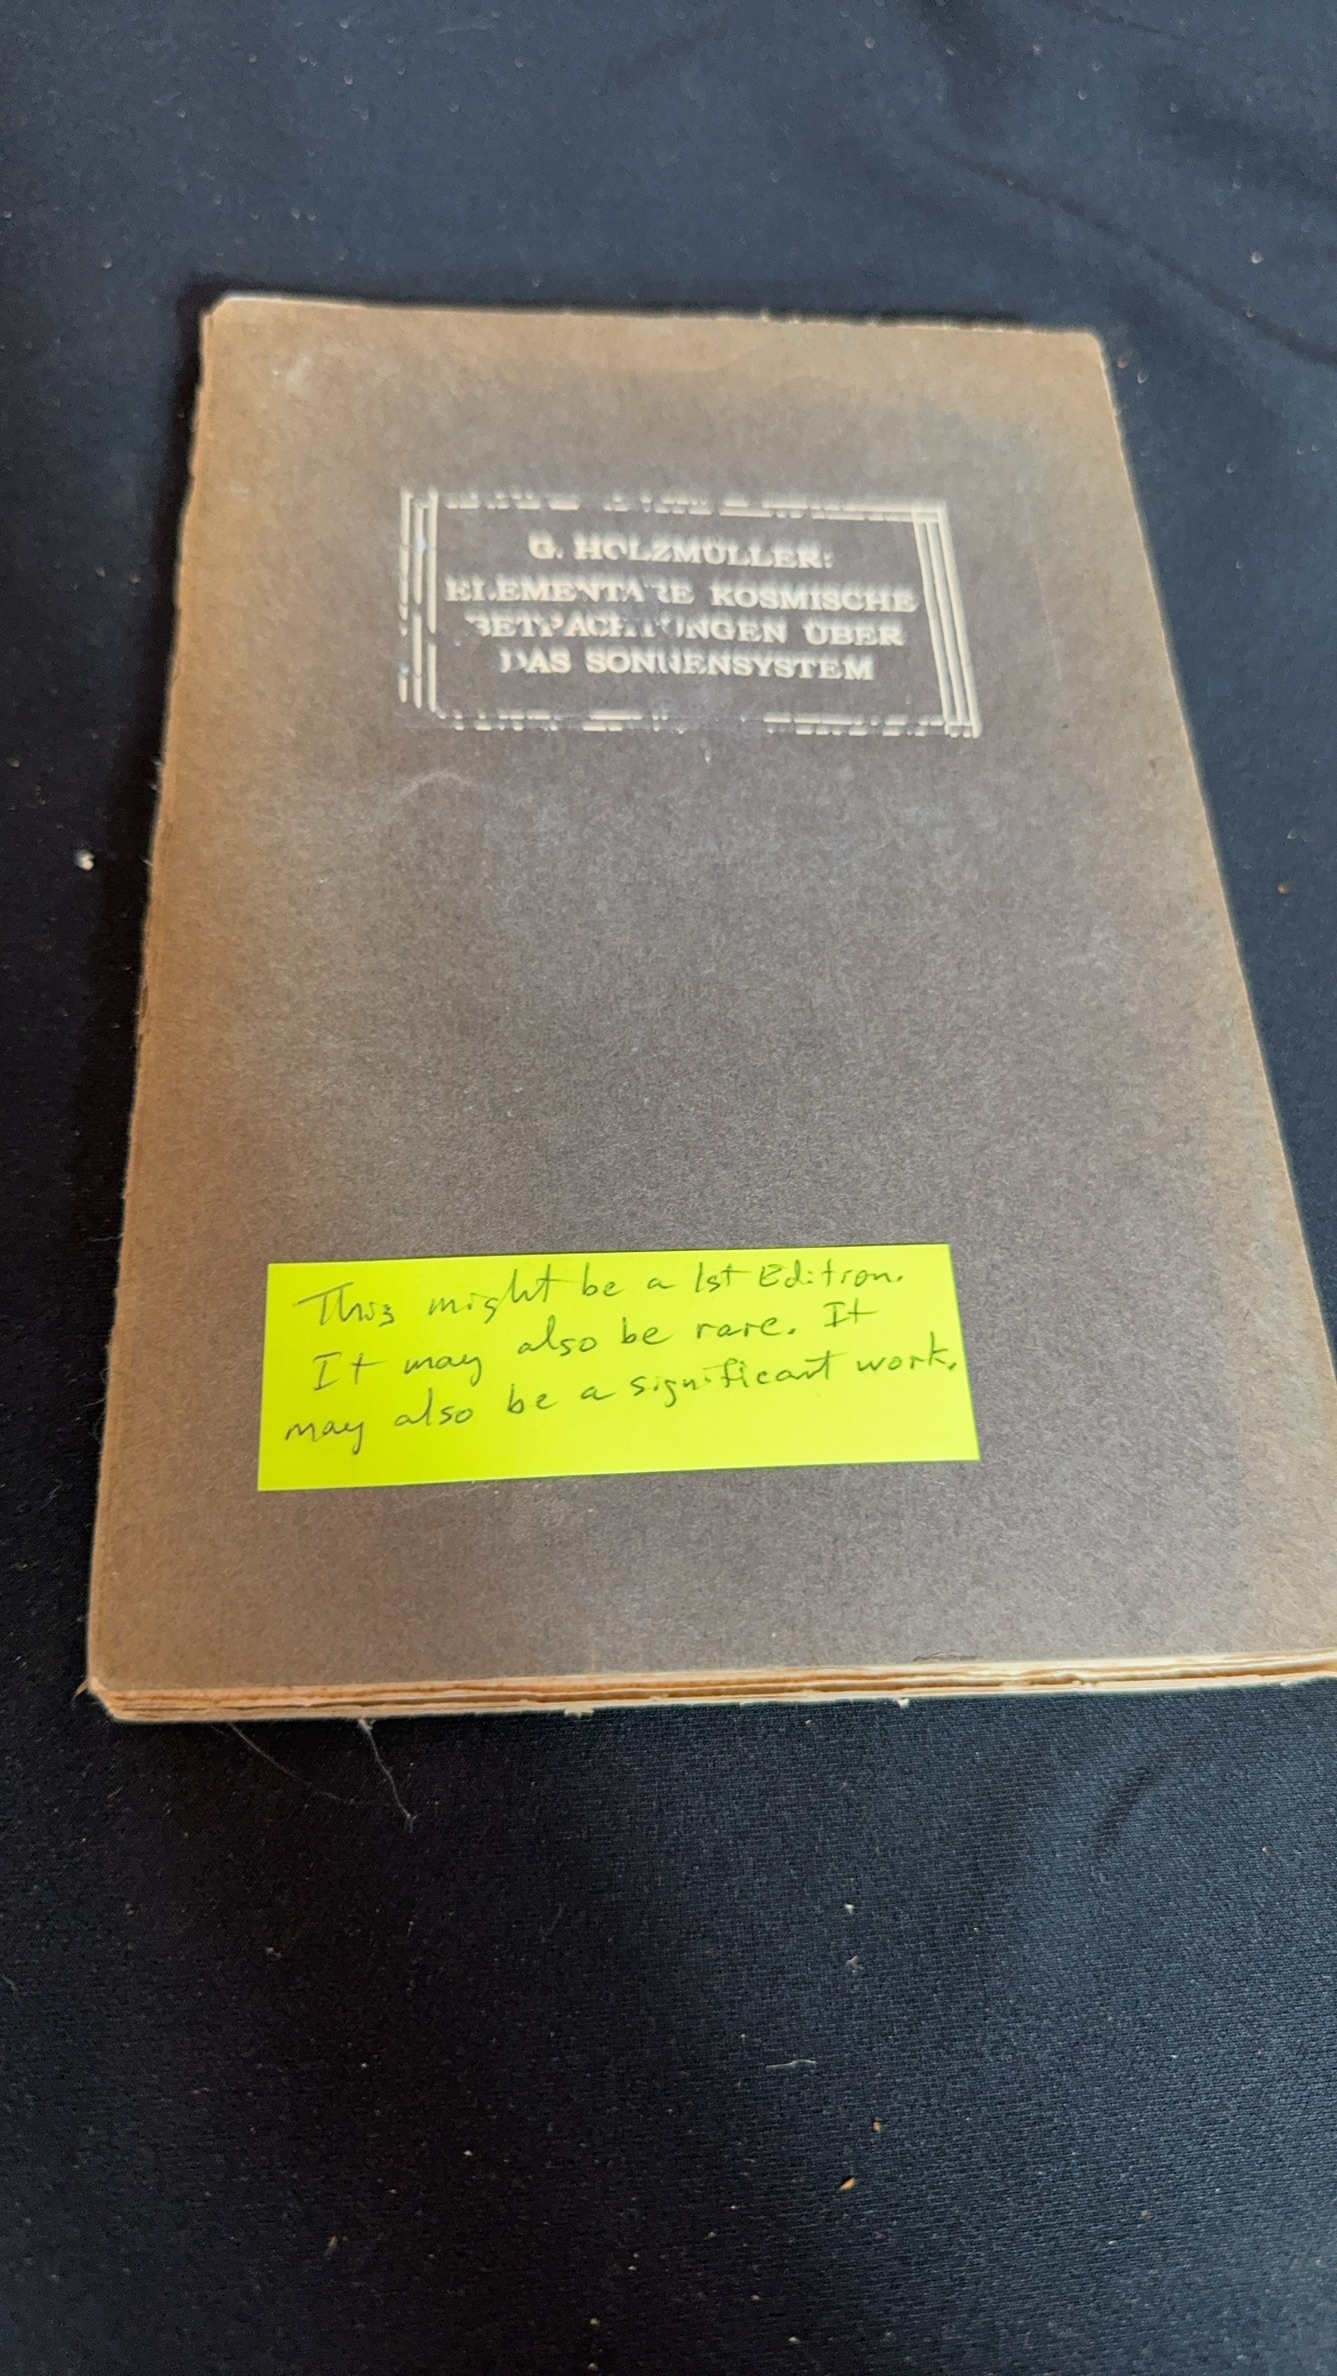 G. HOLZMÜLLER:
ELEMENTARE KOSMISCHE
BETRACHTUNGEN ÜBER
DAS SONNENSYSTEM
This might be a 1st Edition.
It may also be rare. It
may also be a significant work.